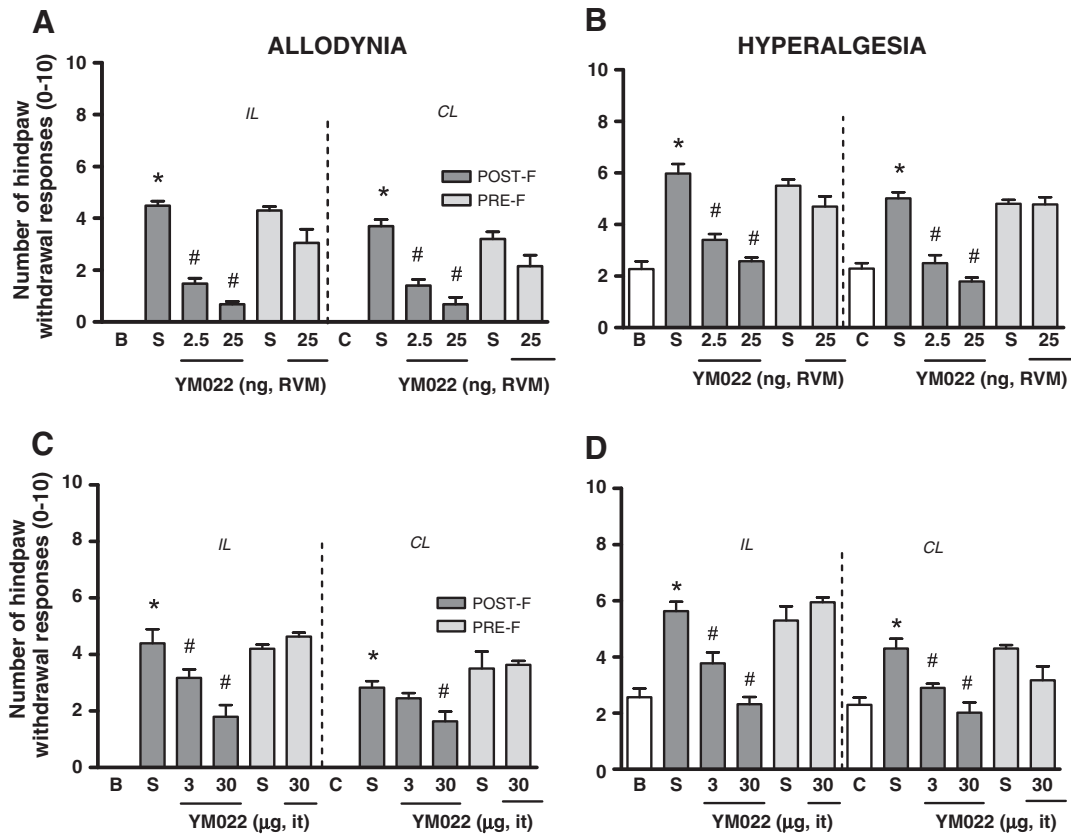 A
ALLODYNIA
Number of hindpaw
withdrawal responses (0-10)
10
8
6
4
2
0
IL
CL
POST-F
PRE-F
*
#
#
*
#
#
B S 2.5 25 S 25 C S 2.5 25 S 25
YM022 (ng, RVM) YM022 (ng, RVM)
B
HYPERALGESIA
10
8
6
4
2
0
*
#
#
*
#
#
B S 2.5 25 S 25 C S 2.5 25 S 25
YM022 (ng, RVM) YM022 (ng, RVM)
C
Number of hindpaw
withdrawal responses (0-10)
10
8
6
4
2
0
IL
CL
POST-F
PRE-F
*
#
#
*
#
B S 3 30 S 30 C S 3 30 S 30
YM022 (μg, it) YM022 (μg, it)
D
10
8
6
4
2
0
IL
CL
*
#
#
*
#
#
B S 3 30 S 30 C S 3 30 S 30
YM022 (μg, it) YM022 (μg, it)